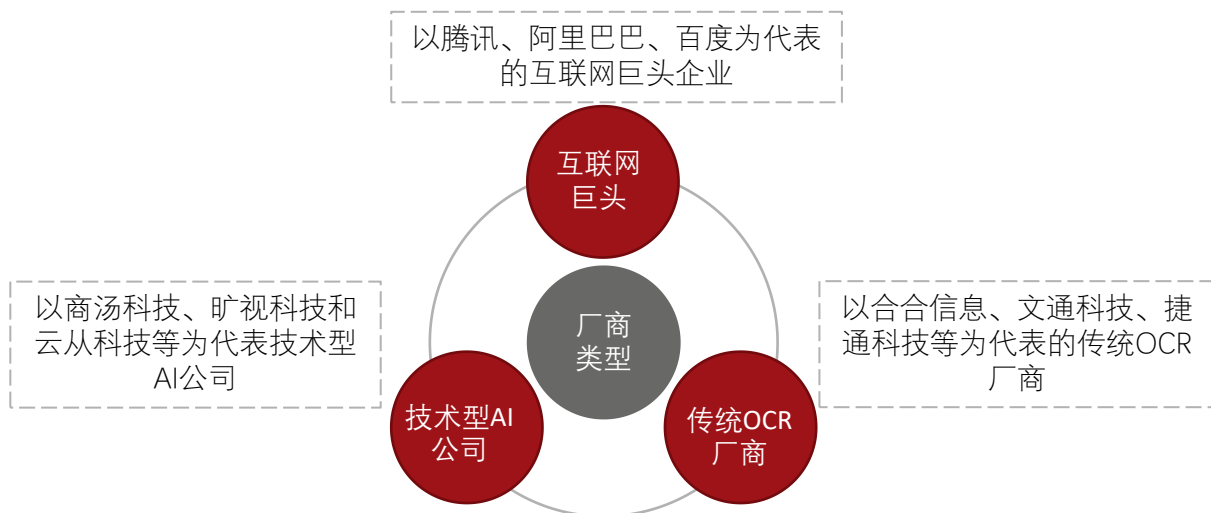 以腾讯、阿里巴巴、百度为代表
的互联网巨头企业
互联网
巨头
厂商
类型
以商汤科技、旷视科技和
云从科技等为代表技术型
AI公司
以合合信息、文通科技、捷
通科技等为代表的传统OCR
厂商
技术型AI
公司
传统OCR
厂商